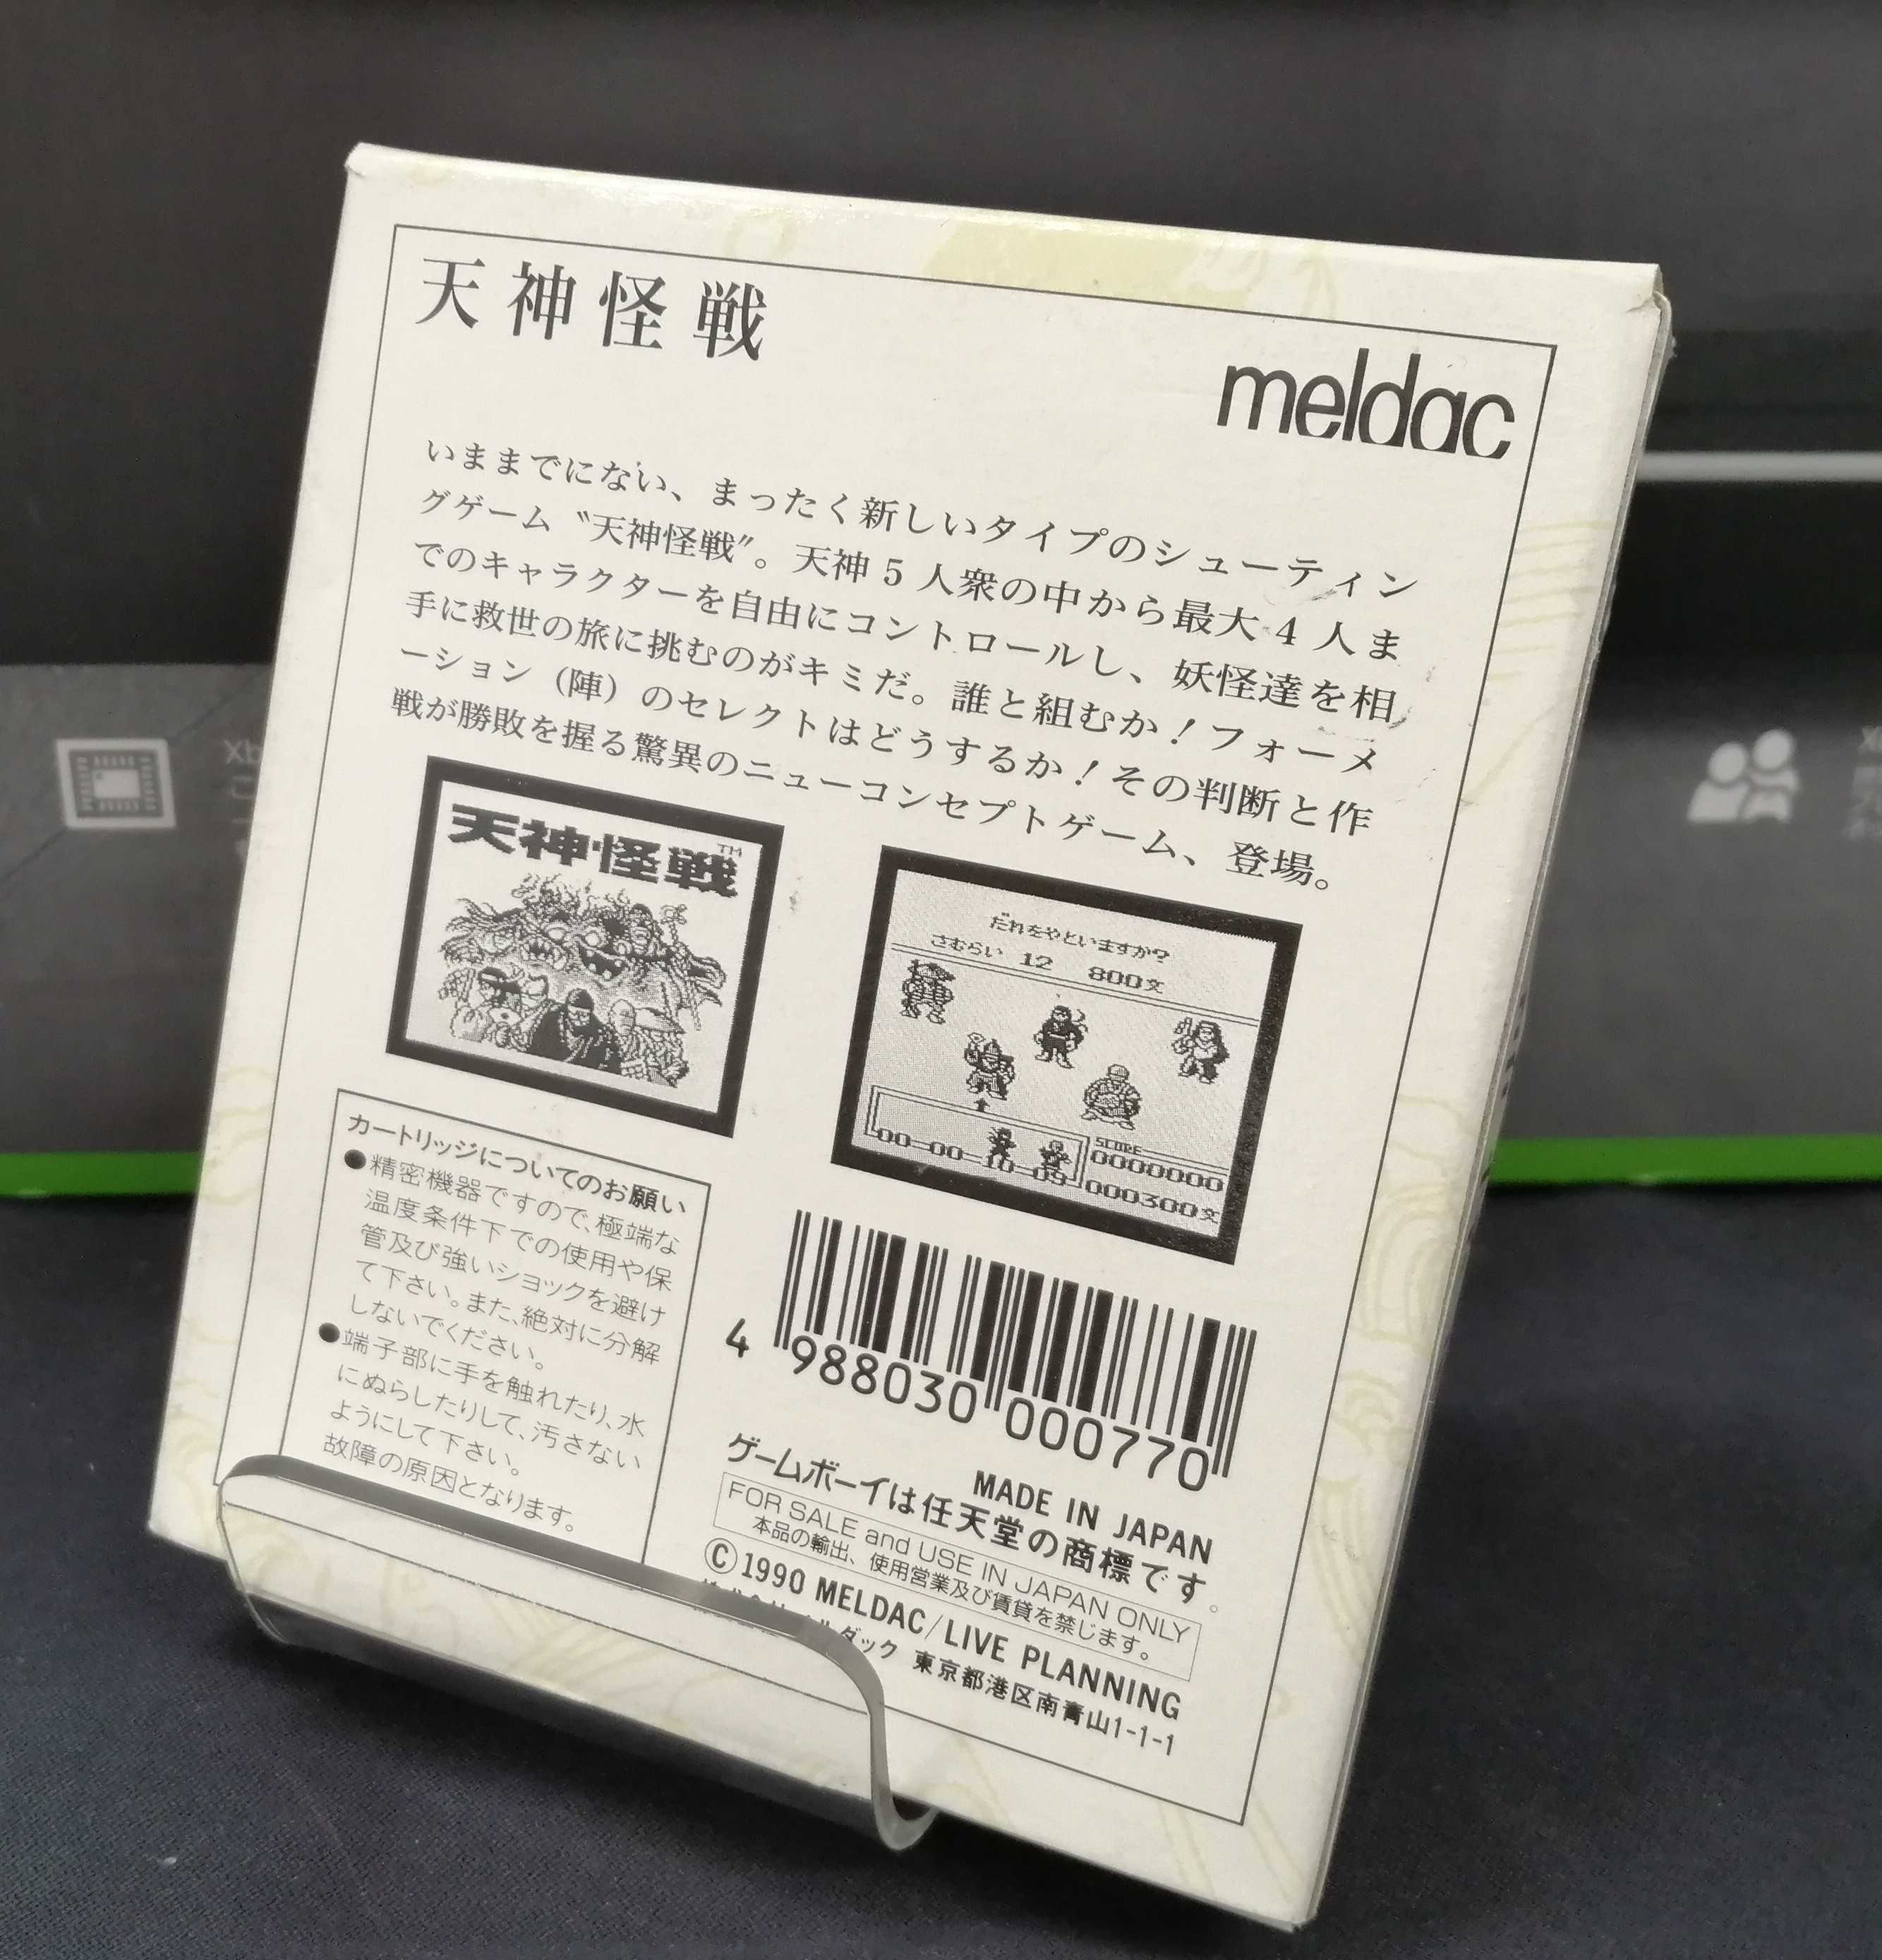 天神怪戦
meldac
いままでにない、まったく新しいタイプのシューティン
グゲーム〝天神怪戦〟。天神5人衆の中から最大4人ま
でのキャラクターを自由にコントロールし、妖怪達を相
手に救世の旅に挑むのがキミだ。誰と組むか!フォーメ
ーション(陣)のセレクトはどうするか!その判断と作
戦が勝敗を握る驚異のニューコンセプトゲーム、登場。
天神怪戦
TM
だれをやといますか?
さむらい 12 800文
SCORE
0000000
00-00-10-09
000300文
カートリッジについてのお願い
●精密機器ですので、極端な
温度条件下での使用や保
管及び強いショックを避け
て下さい。また、絶対に分解
しないでください。
●端子部に手を触れたり、水
にぬらしたりして、汚さない
ようにして下さい。
故障の原因となります。
4 988030 000770
MADE IN JAPAN
ゲームボーイは任天堂の商標です。
FOR SALE and USE IN JAPAN ONLY
本品の輸出、使用営業及び賃貸を禁じます。
©1990 MELDAC/LIVE PLANNING
ダック 東京都港区南青山1-1-1
Xb